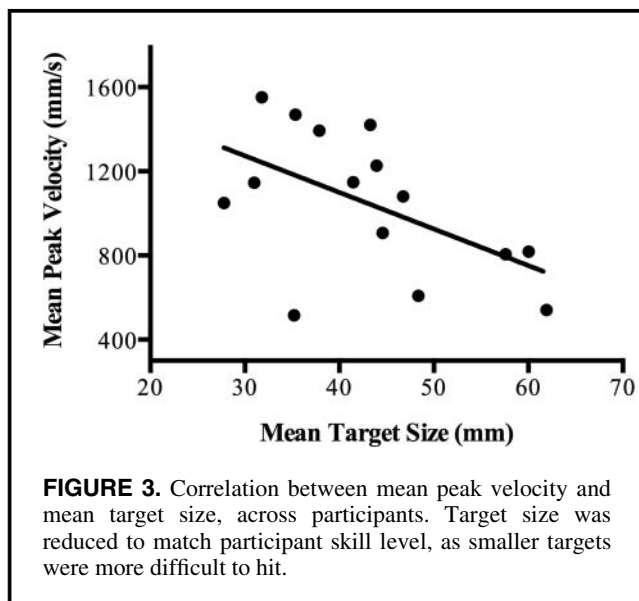 Mean Peak Velocity (mm/s)
1600
1200
800
400
20 30 40 50 60 70
Mean Target Size (mm)
FIGURE 3. Correlation between mean peak velocity and
mean target size, across participants. Target size was
reduced to match participant skill level, as smaller targets
were more difficult to hit.